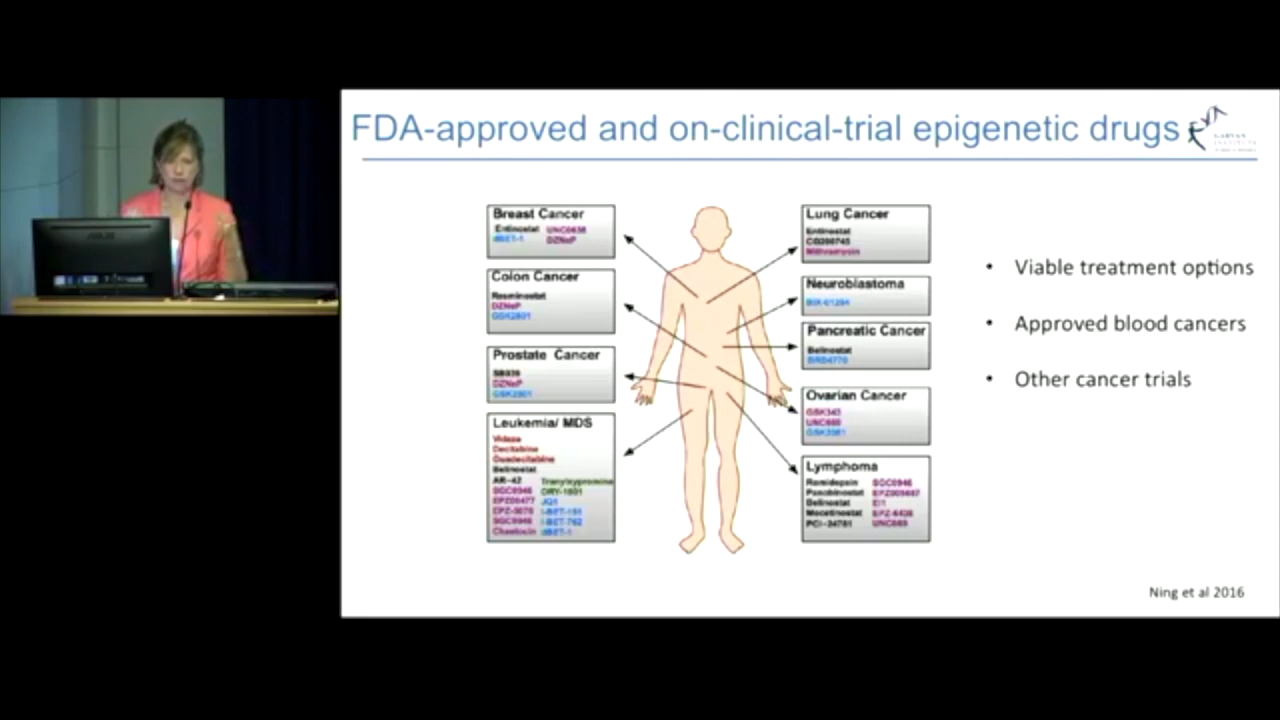 FDA-approved and on-clinical-trial epigenetic drugs
GARVAN
INSTITUTE
ASUS
Breast Cancer
Entinostat UNC0638
dBET-1 DZNeP
Colon Cancer
Resminostat
DZNeP
GSK2801
Prostate Cancer
SB939
DZNeP
GSK2801
Leukemia/ MDS
Vidaza
Decitabine
Guadecitabine
Belinostat
AR-42 Tranylcypromine
SGC0946 ORY-1001
EPZ00477 JQ1
EPZ-5676 I-BET-151
SGC0946 I-BET-762
Chaetocin dBET-1
Lung Cancer
Entinostat
CG200745
Mithramycin
Neuroblastoma
BIX-01294
Pancreatic Cancer
Belinostat
Ovarian Cancer
GSK343
UNC669
Lymphoma
Romidepsin SGC0946
Panobinostat
Belinostat EI1
Mocetinostat EPZ-6438
PCI-24781 UNC669
• Viable treatment options
• Approved blood cancers
• Other cancer trials
Ning et al 2016